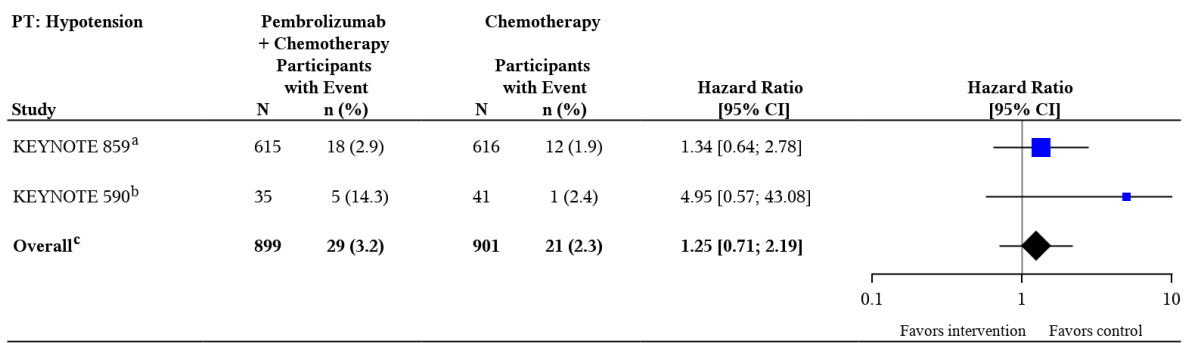 PT: Hypotension Pembrolizumab Chemotherapy
+ Chemotherapy
Participants Participants
with Event with Event Hazard Ratio Hazard Ratio
Study N n (%) N n (%) [95% CI] [95% CI]
KEYNOTE 859a 615 18 (2.9) 616 12 (1.9) 1.34 [0.64; 2.78]
KEYNOTE 590b 35 5 (14.3) 41 1 (2.4) 4.95 [0.57; 43.08]
Overallc 899 29 (3.2) 901 21 (2.3) 1.25 [0.71; 2.19]
0.1 1 10
Favors intervention Favors control